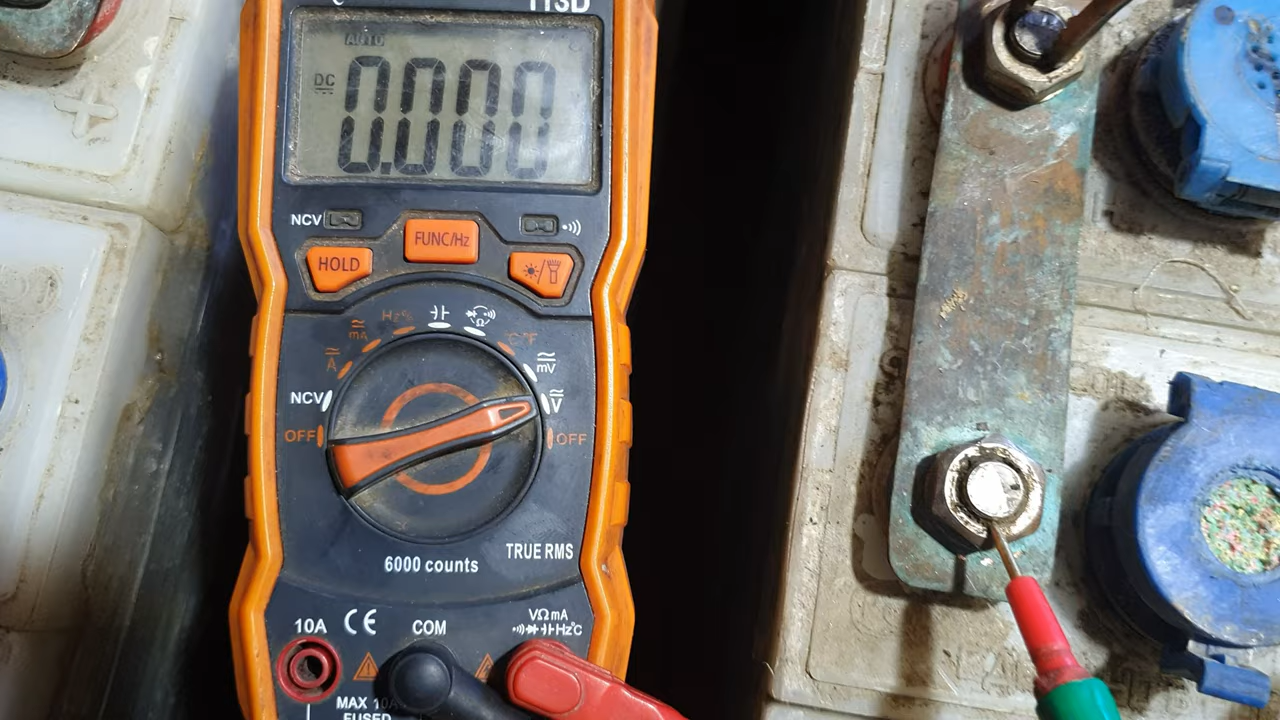 113D
AUTO
DC
0.000
NCV
FUNC/Hz
HOLD
Hz%
mA
°C°F
A
mV
NCV
V
OFF
OFF
6000 counts
TRUE RMS
10A
CE
COM
VΩmA
Hz°C
MAX 10A
FUSED